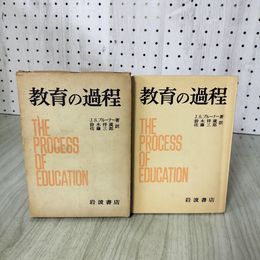 教育の過程
J.S.ブルーナー著
鈴木祥蔵
佐藤三郎 訳
THE
PROCESS
OF
EDUCATION
岩波書店
教育の過程
J.S.ブルーナー著
鈴木祥蔵
佐藤三郎 訳
THE
PROCESS
OF
EDUCATION
岩波書店